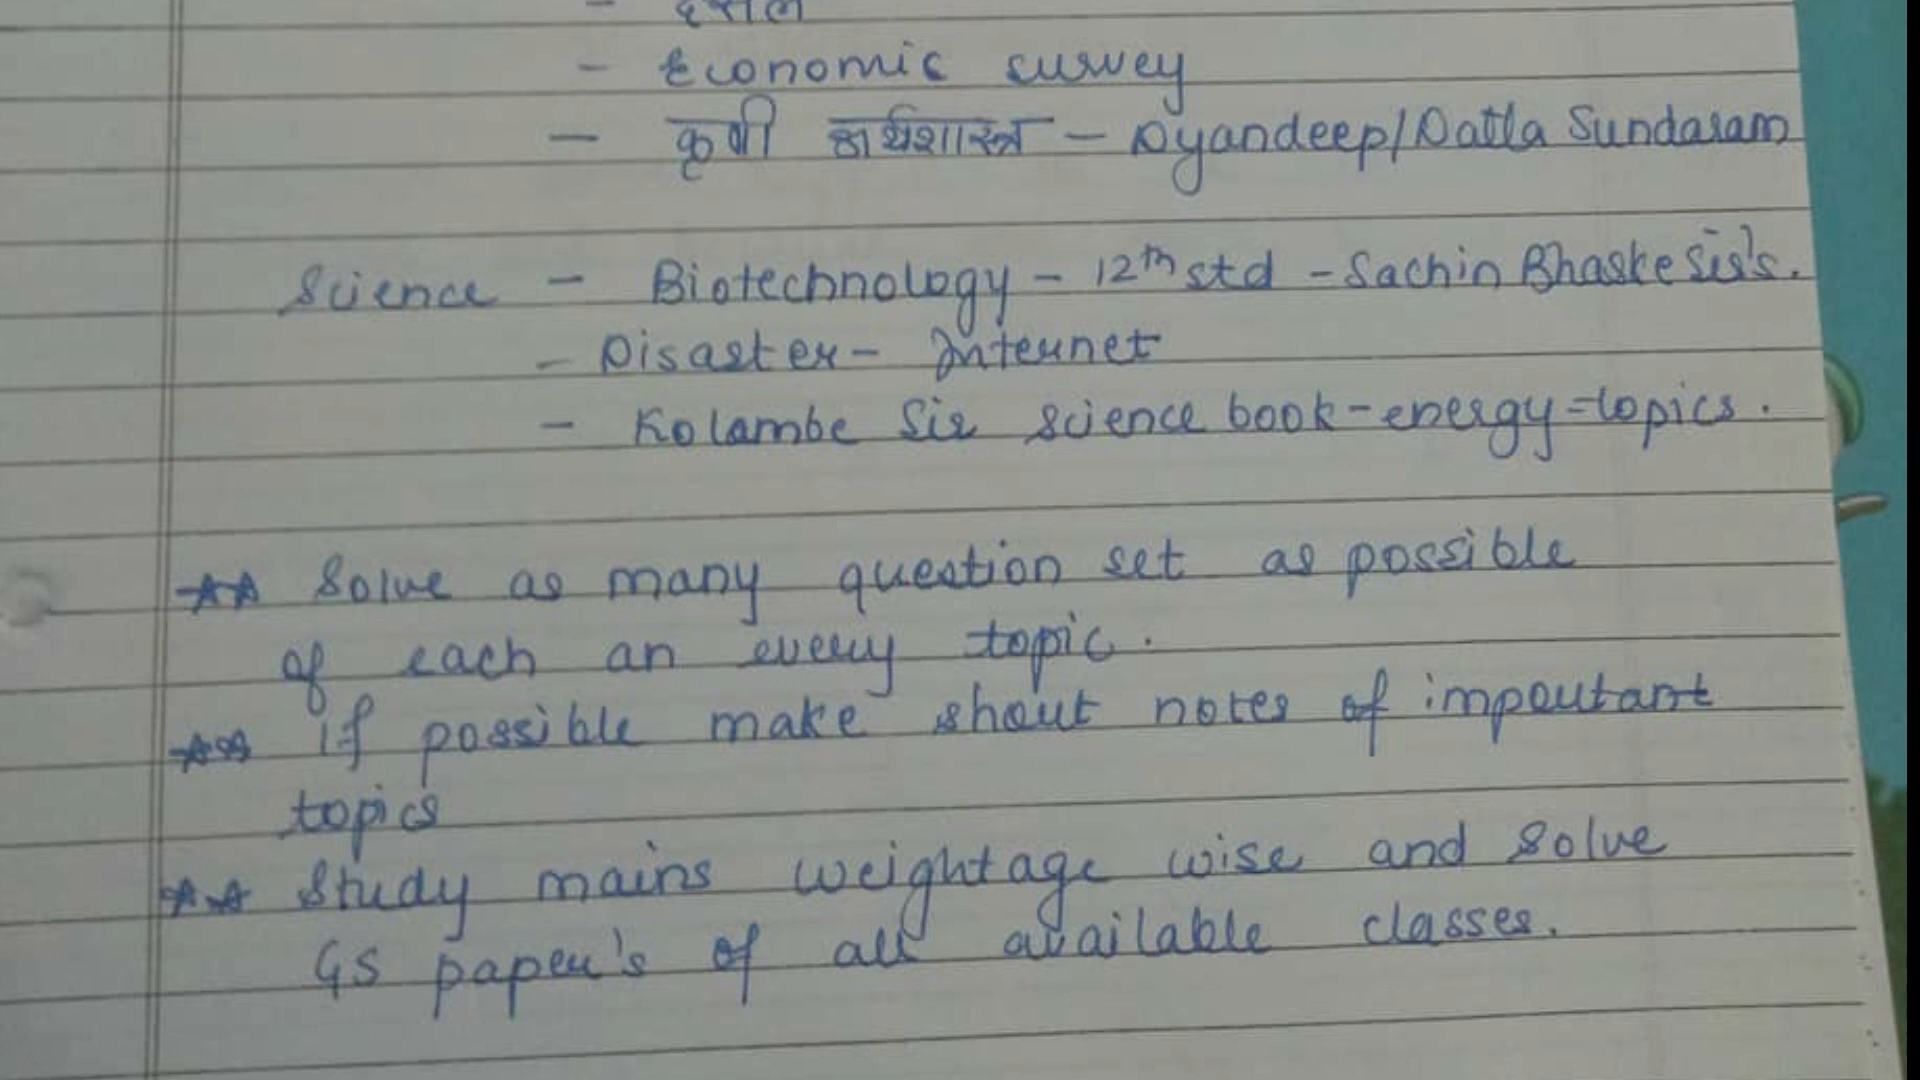 - Economic survey
- कृषी अर्थशास्त्र - Dyandeep/Datta Sundaram
Science - Biotechnology - 12th std - Sachin Bhaske Sir's.
- Disaster - Internet
- Kolambe Sir science book - energy = topics.
** Solve as many question set as possible
of each an every topic.
** if possible make short notes of important
topics
** Study mains weightage wise and solve
GS paper's of all available classes.